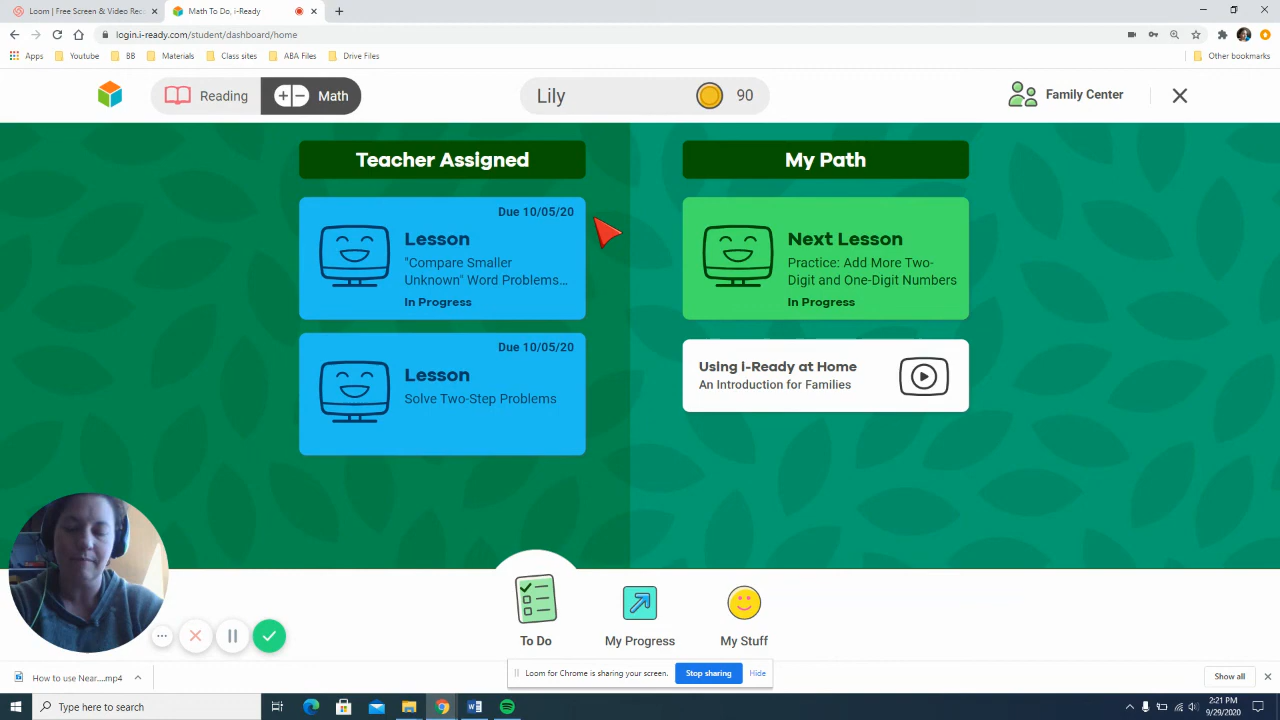 Loom | Free Screen & Video Rec
Math To Do, i-Ready
login.i-ready.com/student/dashboard/home
Apps
Youtube
BB
Materials
Class sites
ABA Files
Drive Files
Other bookmarks
Reading
Math
Lily
90
Family Center
Teacher Assigned
Due 10/05/20
Lesson
"Compare Smaller
Unknown" Word Problems...
In Progress
Due 10/05/20
Lesson
Solve Two-Step Problems
My Path
Next Lesson
Practice: Add More Two-
Digit and One-Digit Numbers
In Progress
Using i-Ready at Home
An Introduction for Families
To Do
My Progress
My Stuff
Loom for Chrome is sharing your screen.
Stop sharing
Hide
How to use Near....mp4
Show all
Type here to search
2:21 PM
9/29/2020